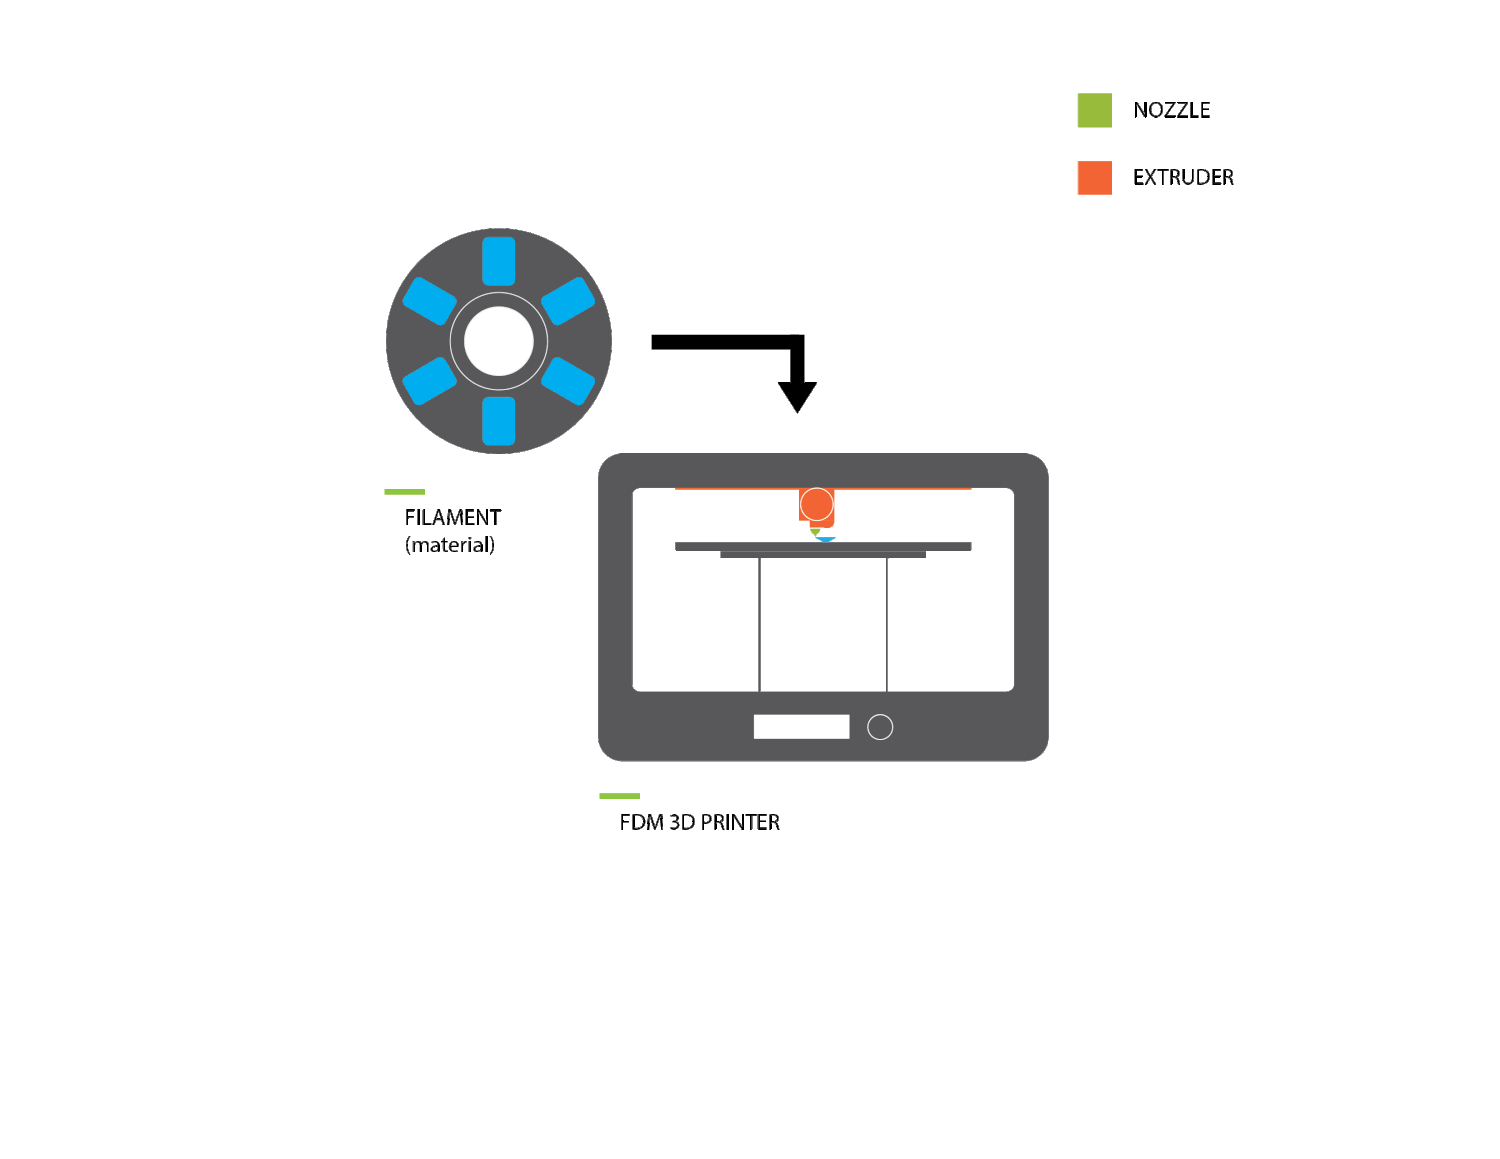 NOZZLE
EXTRUDER
FILAMENT
(material)
FDM 3D PRINTER